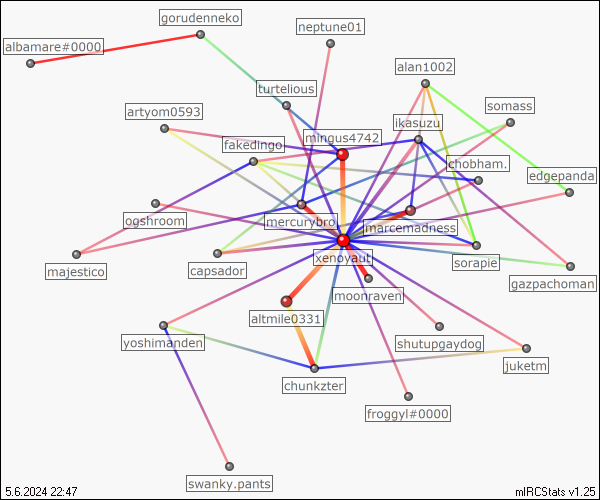 gorudenneko
neptune01
albamare#0000
alan1002
turtelious
somass
artyom0593
ikasuzu
mingus4742
fakedingo
chobham.
edgepanda
ogshroom
mercurybro
marcemadness
xenoyaut
sorapie
majestico
capsador
gazpachoman
moonraven
altmile0331
yoshimanden
shutupgaydog
juketm
chunkzter
froggyl#0000
swanky.pants
5.6.2024 22:47
mIRCStats v1.25